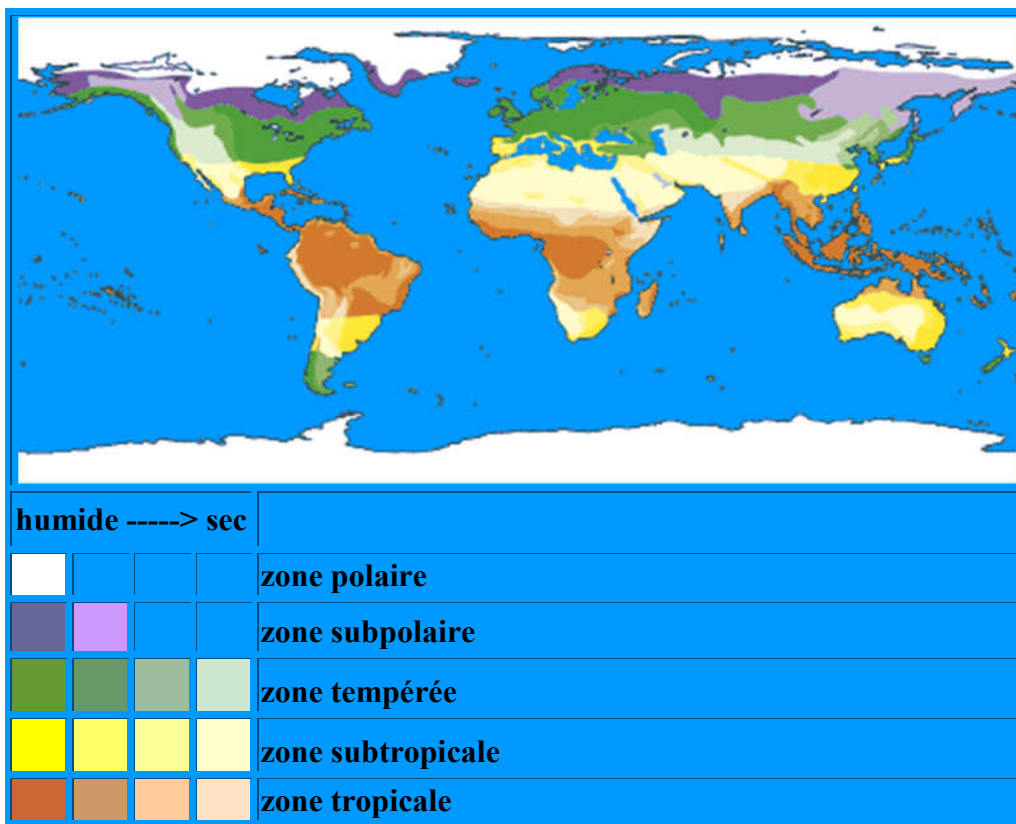 humide -----> sec
zone polaire
zone subpolaire
zone tempérée
zone subtropicale
zone tropicale